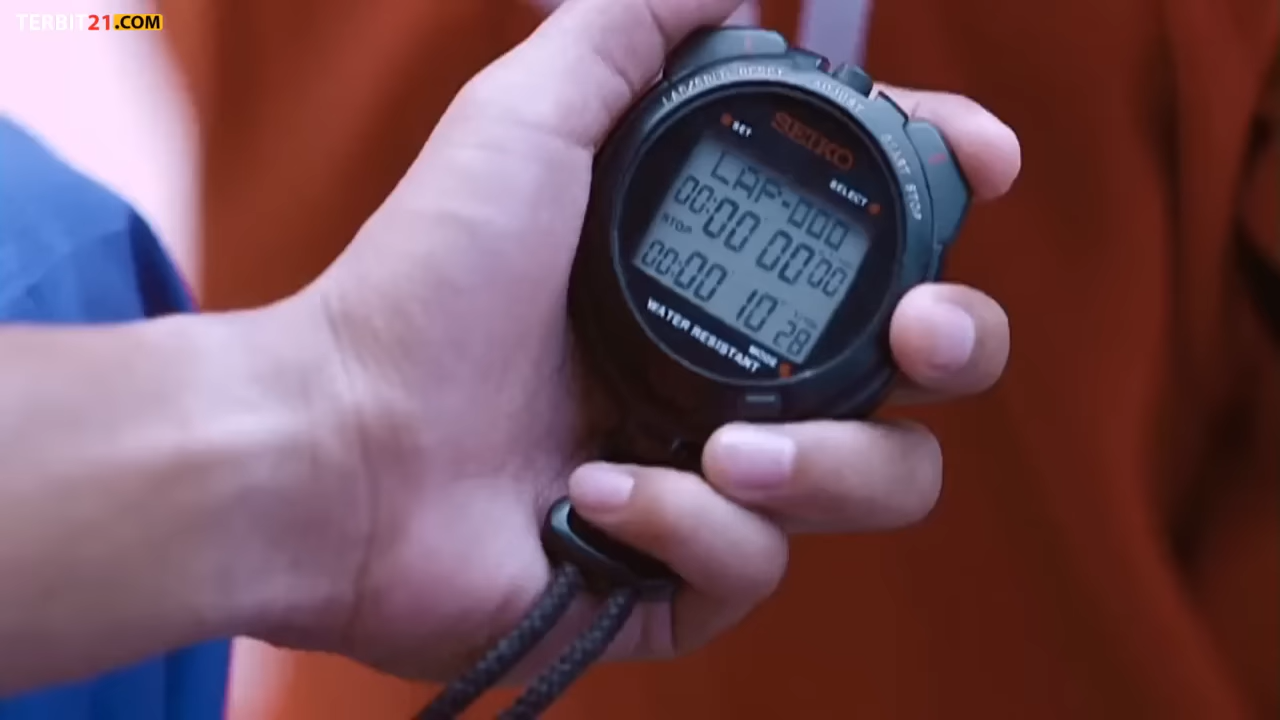 TERBIT21.COM
LAP/SPLIT RESET
ADJUST
START STOP
SET
SEIKO
SELECT
LAP-000
00:00 00 00
STOP
00:00 10 28
WATER RESISTANT
MODE